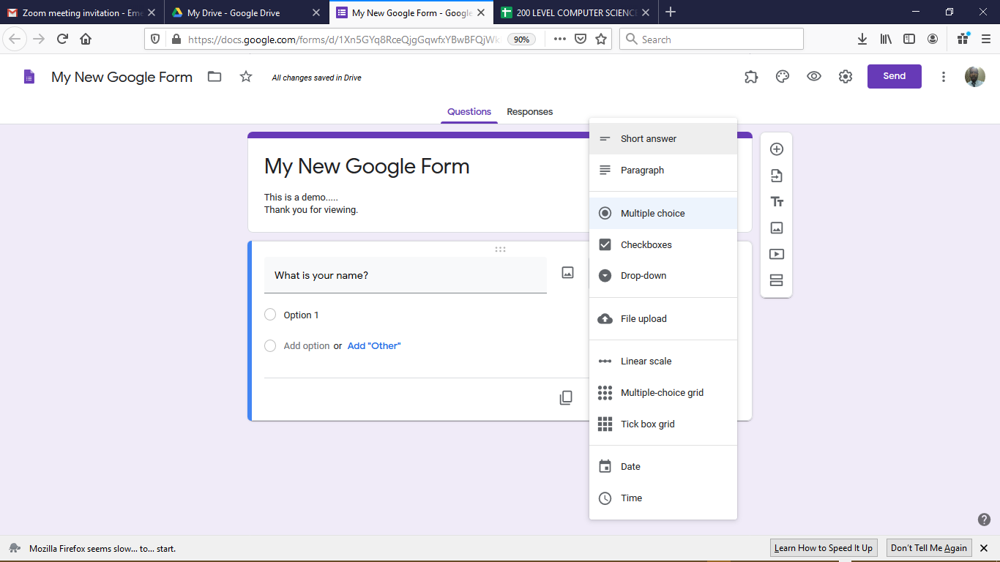 Zoom meeting invitation - Eme
My Drive - Google Drive
My New Google Form - Google
200 LEVEL COMPUTER SCIENCE
https://docs.google.com/forms/d/1Xn5GYq8RceQjgGqwfxYBwBFQjWk
90%
Search
My New Google Form
All changes saved in Drive
Send
Questions
Responses
My New Google Form
This is a demo.....
Thank you for viewing.
What is your name?
Option 1
Add option or Add "Other"
Short answer
Paragraph
Multiple choice
Checkboxes
Drop-down
File upload
Linear scale
Multiple-choice grid
Tick box grid
Date
Time
Mozilla Firefox seems slow... to... start.
Learn How to Speed It Up
Don't Tell Me Again